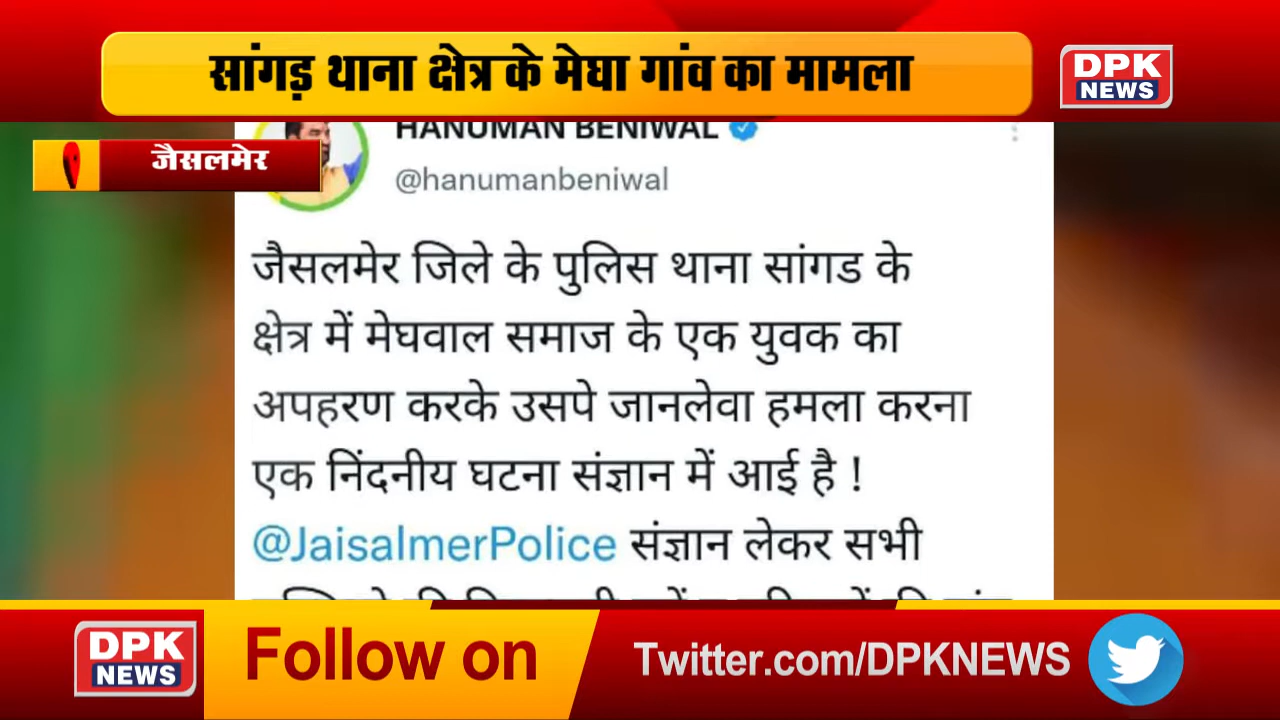 सांगड़ थाना क्षेत्र के मेघा गांव का मामला
DPK
NEWS
जैसलमेर
HANUMAN BENIWAL
@hanumanbeniwal
जैसलमेर जिले के पुलिस थाना सांगड के
क्षेत्र में मेघवाल समाज के एक युवक का
अपहरण करके उसपे जानलेवा हमला करना
एक निंदनीय घटना संज्ञान में आई है !
@JaisalmerPolice संज्ञान लेकर सभी
DPK
NEWS
Follow on
Twitter.com/DPKNEWS